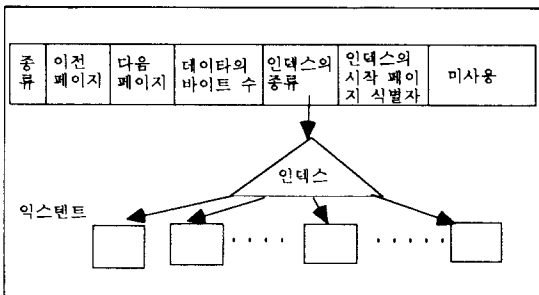 종류
이전 페이지
다음 페이지
데이타의 바이트 수
인덱스의 종류
인덱스의 시작 페이지 식별자
미사용
인덱스
익스텐트